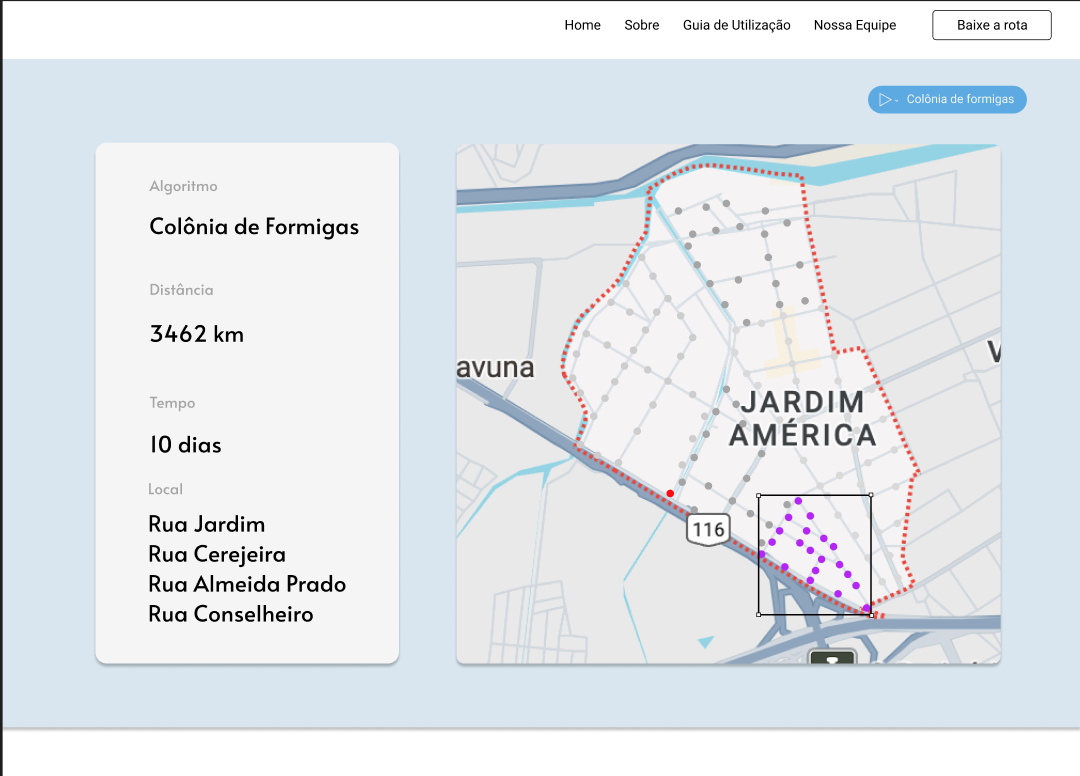 Home Sobre Guia de Utilização Nossa Equipe Baixe a rota
Colônia de formigas
Algoritmo
Colônia de Formigas
Distância
3462 km
Tempo
10 dias
Local
Rua Jardim
Rua Cerejeira
Rua Almeida Prado
Rua Conselheiro
avuna
JARDIM
AMÉRICA
116